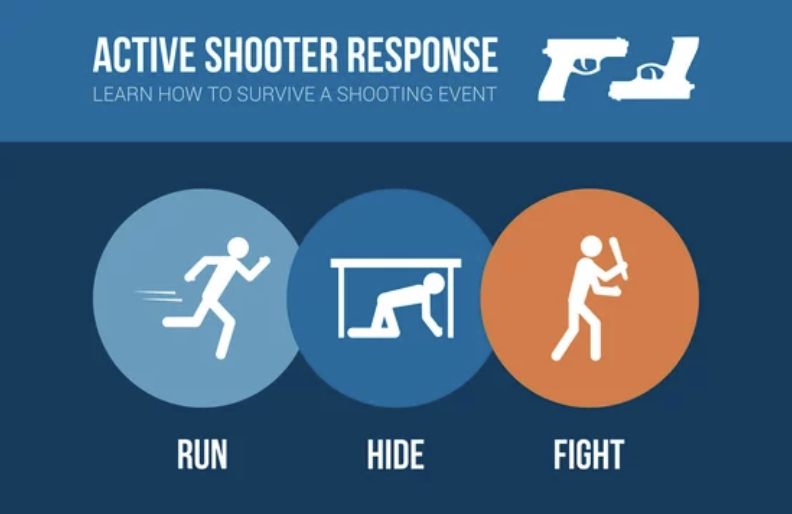 ACTIVE SHOOTER RESPONSE
LEARN HOW TO SURVIVE A SHOOTING EVENT
RUN
HIDE
FIGHT